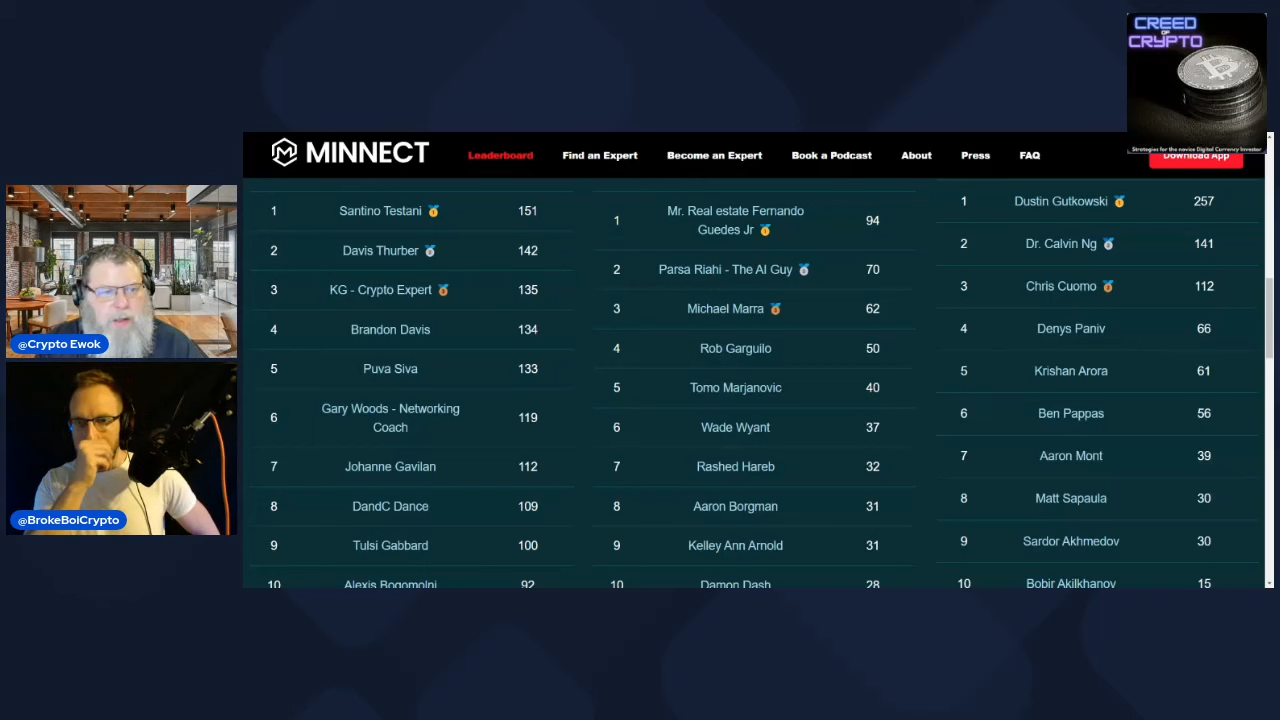 CREED
OF
CRYPTO
Strategies for the novice Digital Currency Investor
MINNECT
Leaderboard
Find an Expert
Become an Expert
Book a Podcast
About
Press
FAQ
Download App
1 Santino Testani 151
2 Davis Thurber 142
3 KG - Crypto Expert 135
4 Brandon Davis 134
5 Puva Siva 133
6 Gary Woods - Networking
Coach 119
7 Johanne Gavilan 112
8 DandC Dance 109
9 Tulsi Gabbard 100
10 Alexis Bogomolni 92
1 Mr. Real estate Fernando
Guedes Jr 94
2 Parsa Riahi - The AI Guy 70
3 Michael Marra 62
4 Rob Garguilo 50
5 Tomo Marjanovic 40
6 Wade Wyant 37
7 Rashed Hareb 32
8 Aaron Borgman 31
9 Kelley Ann Arnold 31
10 Damon Dash 28
1 Dustin Gutkowski 257
2 Dr. Calvin Ng 141
3 Chris Cuomo 112
4 Denys Paniv 66
5 Krishan Arora 61
6 Ben Pappas 56
7 Aaron Mont 39
8 Matt Sapaula 30
9 Sardor Akhmedov 30
10 Bobir Akilkhanov 15
@Crypto Ewok
@BrokeBoiCrypto